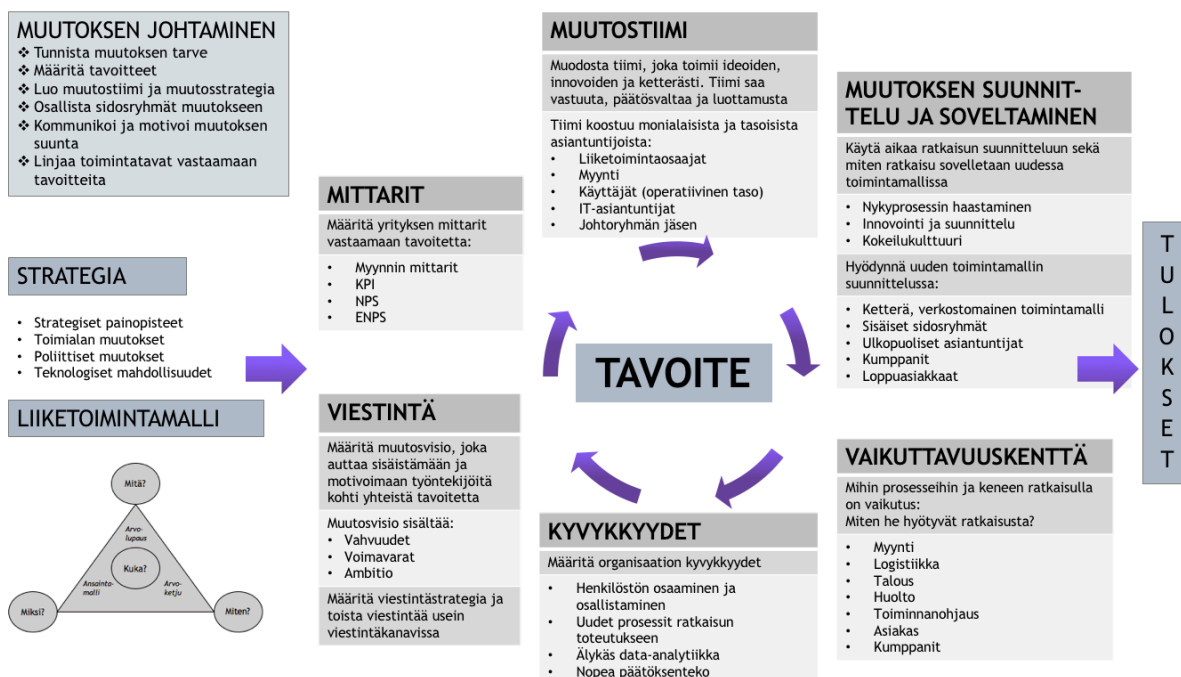 MUUTOKSEN JOHTAMINEN
❖ Tunnista muutoksen tarve
❖ Määritä tavoitteet
❖ Luo muutostiimi ja muutosstrategia
❖ Osallista sidosryhmät muutokseen
❖ Kommunikoi ja motivoi muutoksen
suunta
❖ Linjaa toimintatavat vastaamaan
tavoitteita
STRATEGIA
• Strategiset painopisteet
• Toimialan muutokset
• Poliittiset muutokset
• Teknologiset mahdollisuudet
LIIKETOIMINTAMALLI
Mitä?
Arvo-
lupaus
Kuka?
Ansainta-
malli
Arvo-
ketju
Miksi?
Miten?
MITTARIT
Määritä yrityksen mittarit
vastaamaan tavoitetta:
• Myynnin mittarit
• KPI
• NPS
• ENPS
VIESTINTÄ
Määritä muutosvisio, joka
auttaa sisäistämään ja
motivoimaan työntekijöitä
kohti yhteistä tavoitetta
Muutosvisio sisältää:
• Vahvuudet
• Voimavarat
• Ambitio
Määritä viestintästrategia ja
toista viestintää usein
viestintäkanavissa
MUUTOSTIIMI
Muodosta tiimi, joka toimii ideoiden,
innovoiden ja ketterästi. Tiimi saa
vastuuta, päätösvaltaa ja luottamusta
Tiimi koostuu monialaisista ja tasoisista
asiantuntijoista:
• Liiketoimintaosaajat
• Myynti
• Käyttäjät (operatiivinen taso)
• IT-asiantuntijat
• Johtoryhmän jäsen
TAVOITE
KYVYKKYYDET
Määritä organisaation kyvykkyydet
• Henkilöstön osaaminen ja
osallistaminen
• Uudet prosessit ratkaisun
toteutukseen
• Älykäs data-analytiikka
• Nopea päätöksenteko
MUUTOKSEN SUUNNIT-
TELU JA SOVELTAMINEN
Käytä aikaa ratkaisun suunnitteluun sekä
miten ratkaisu sovelletaan uudessa
toimintamallissa
• Nykyprosessin haastaminen
• Innovointi ja suunnittelu
• Kokeilukulttuuri
Hyödynnä uuden toimintamallin
suunnittelussa:
• Ketterä, verkostomainen toimintamalli
• Sisäiset sidosryhmät
• Ulkopuoliset asiantuntijat
• Kumppanit
• Loppuasiakkaat
VAIKUTTAVUUSKENTTÄ
Mihin prosesseihin ja keneen ratkaisulla
on vaikutus:
Miten he hyötyvät ratkaisusta?
• Myynti
• Logistiikka
• Talous
• Huolto
• Toiminnanohjaus
• Asiakas
• Kumppanit
T
U
L
O
K
S
E
T